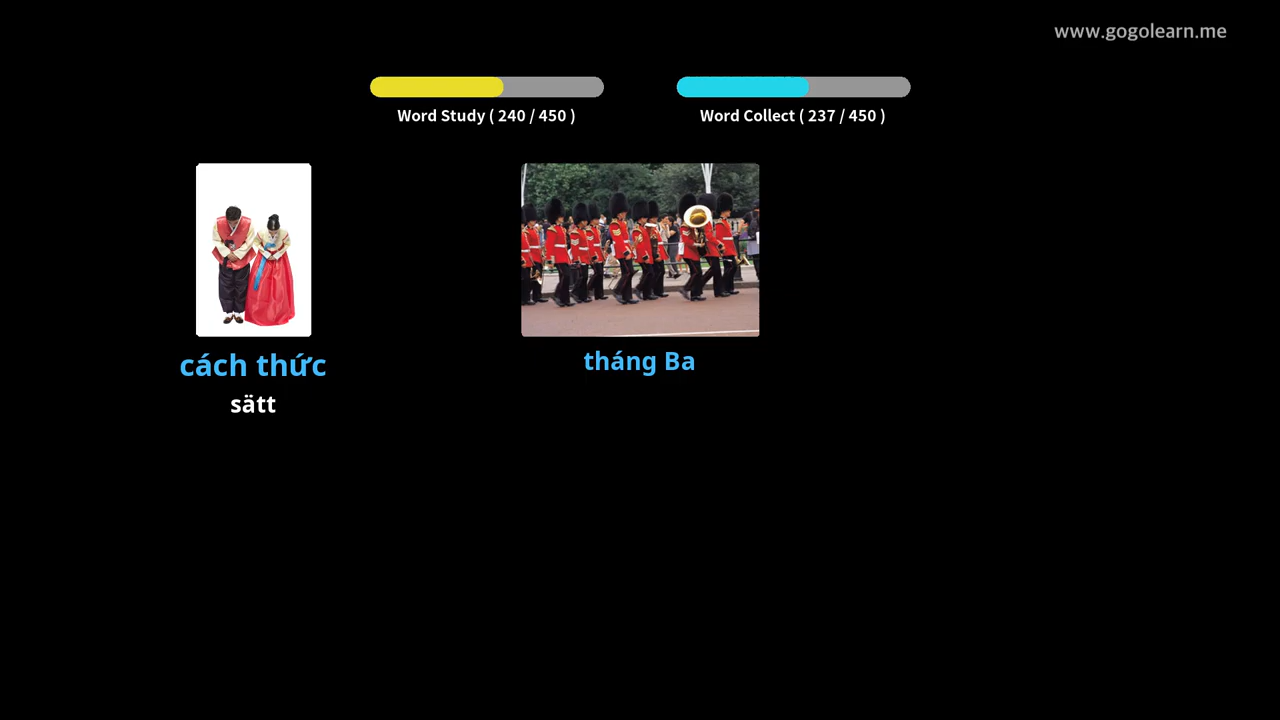 www.gogolearn.me
Word Study ( 240 / 450 )
Word Collect ( 237 / 450 )
cách thức
sätt
tháng Ba